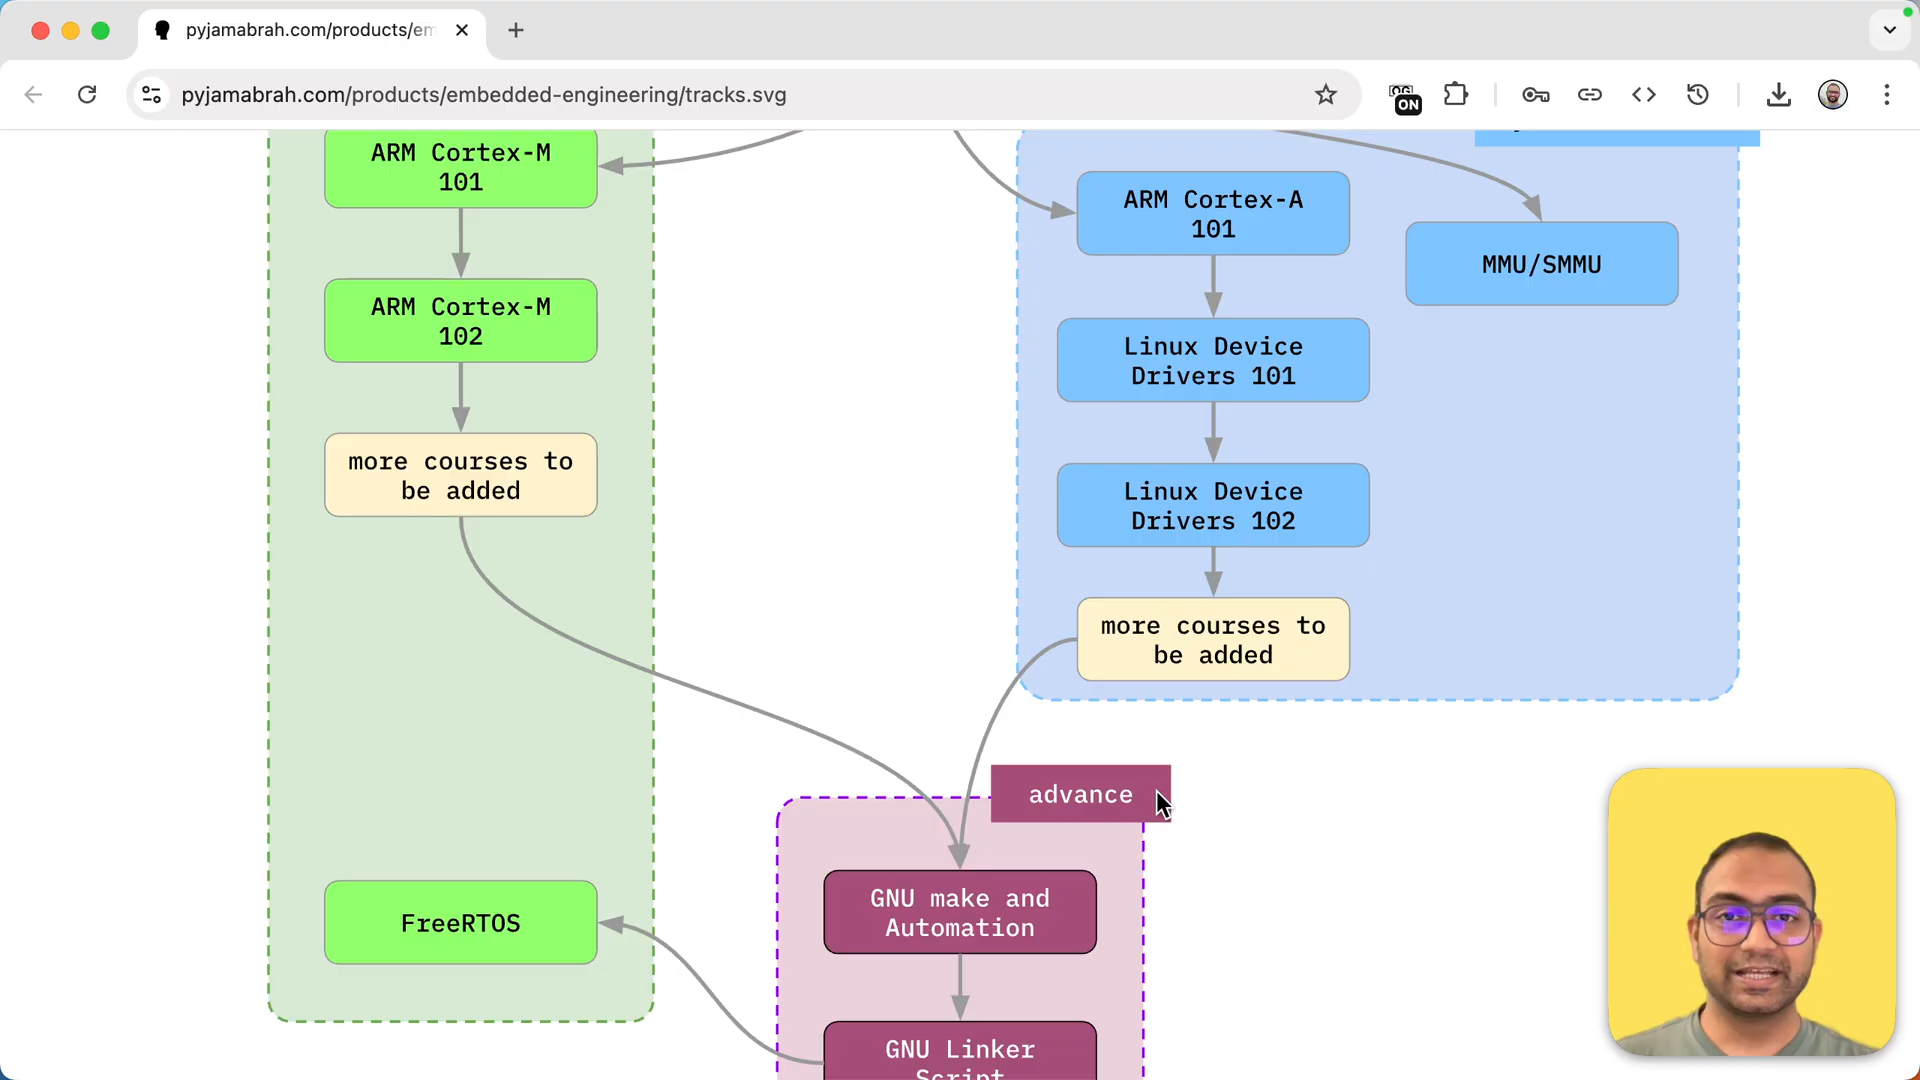 pyjamabrah.com/products/em
pyjamabrah.com/products/embedded-engineering/tracks.svg
ON
ARM Cortex-M
101
ARM Cortex-A
101
MMU/SMMU
ARM Cortex-M
102
Linux Device
Drivers 101
more courses to
be added
Linux Device
Drivers 102
more courses to
be added
advance
GNU make and
Automation
FreeRTOS
GNU Linker
Script